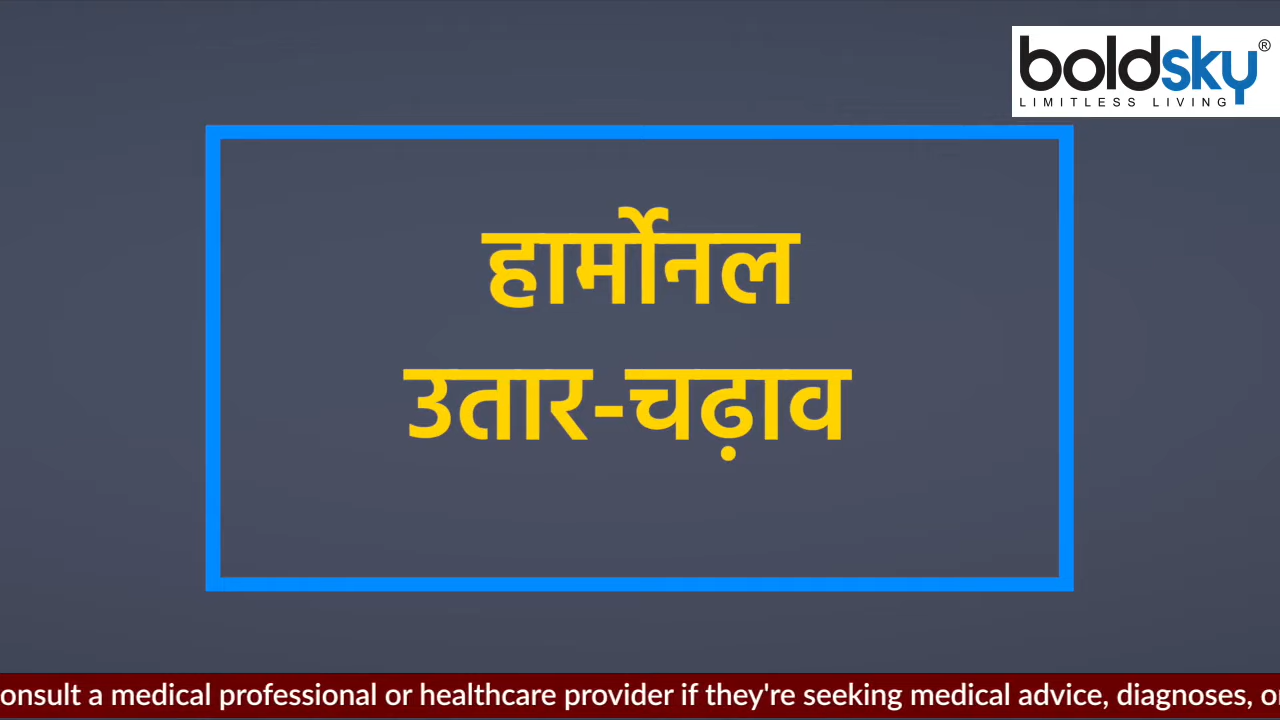 boldsky®
LIMITLESS LIVING
हार्मोनल
उतार-चढ़ाव
onsult a medical professional or healthcare provider if they're seeking medical advice, diagnoses, o